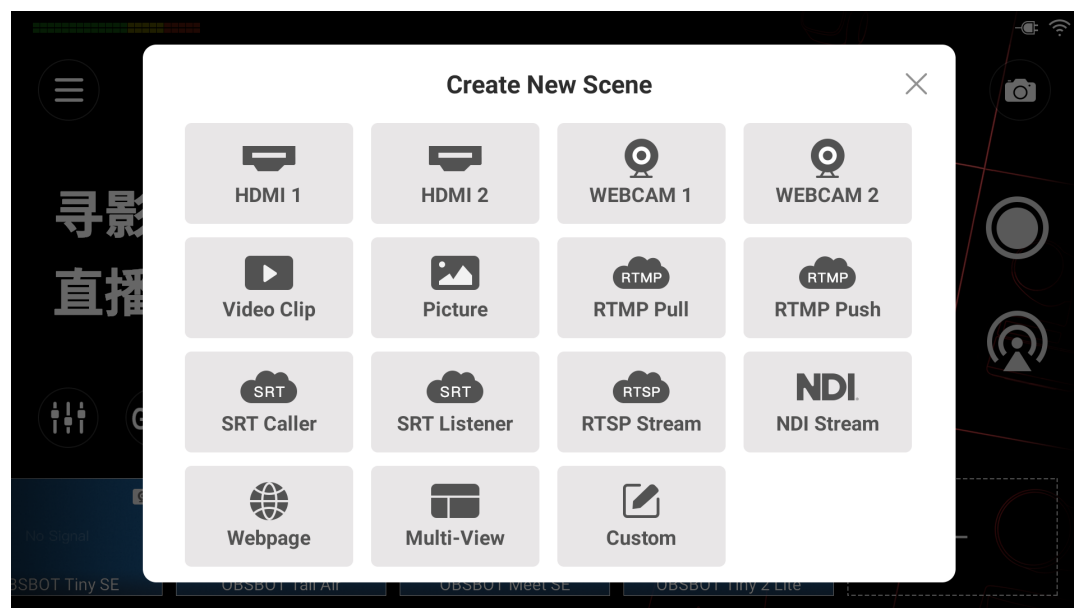 Create New Scene
HDMI 1
HDMI 2
WEBCAM 1
WEBCAM 2
寻影
直播
Video Clip
Picture
RTMP
RTMP Pull
RTMP
RTMP Push
SRT
SRT Caller
SRT
SRT Listener
RTSP
RTSP Stream
NDI
NDI Stream
Webpage
Multi-View
Custom
No Signal
OBSBOT Tiny SE
OBSBOT Tail Air
OBSBOT Meet SE
OBSBOT Tiny 2 Lite